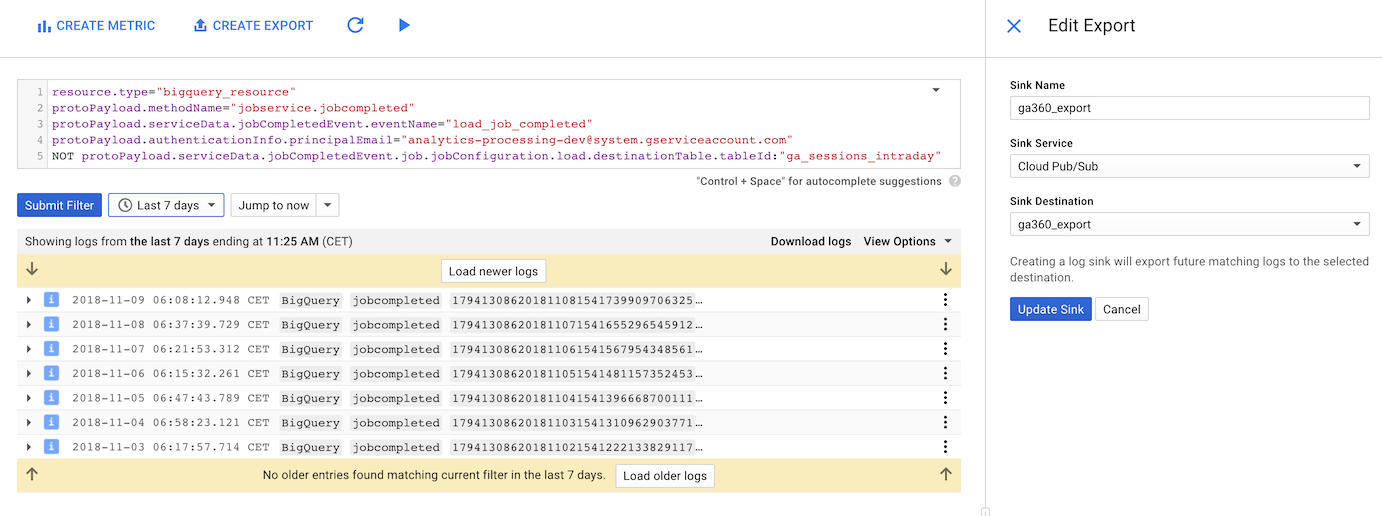 CREATE METRIC CREATE EXPORT
Edit Export
1 resource.type="bigquery_resource"
2 protoPayload.methodName="jobservice.jobcompleted"
3 protoPayload.serviceData.jobCompletedEvent.eventName="load_job_completed"
4 protoPayload.authenticationInfo.principalEmail="analytics-processing-dev@system.gserviceaccount.com"
5 NOT protoPayload.serviceData.jobCompletedEvent.job.jobConfiguration.load.destinationTable.tableId:"ga_sessions_intraday"
"Control + Space" for autocomplete suggestions ?
Submit Filter Last 7 days Jump to now
Showing logs from the last 7 days ending at 11:25 AM (CET) Download logs View Options
Load newer logs
i 2018-11-09 06:08:12.948 CET BigQuery jobcompleted 1794130862018110815417399097063​25…
i 2018-11-08 06:37:39.729 CET BigQuery jobcompleted 179413086201811071541655296545912…
i 2018-11-07 06:21:53.312 CET BigQuery jobcompleted 179413086201811061541567954348561…
i 2018-11-06 06:15:32.261 CET BigQuery jobcompleted 179413086201811051541481157352453…
i 2018-11-05 06:47:43.789 CET BigQuery jobcompleted 179413086201811041541396668700111…
i 2018-11-04 06:58:23.121 CET BigQuery jobcompleted 179413086201811031541310962903771…
i 2018-11-03 06:17:57.714 CET BigQuery jobcompleted 179413086201811021541222133829117…
No older entries found matching current filter in the last 7 days. Load older logs
Sink Name
ga360_export
Sink Service
Cloud Pub/Sub
Sink Destination
ga360_export
Creating a log sink will export future matching logs to the selected
destination.
Update Sink Cancel